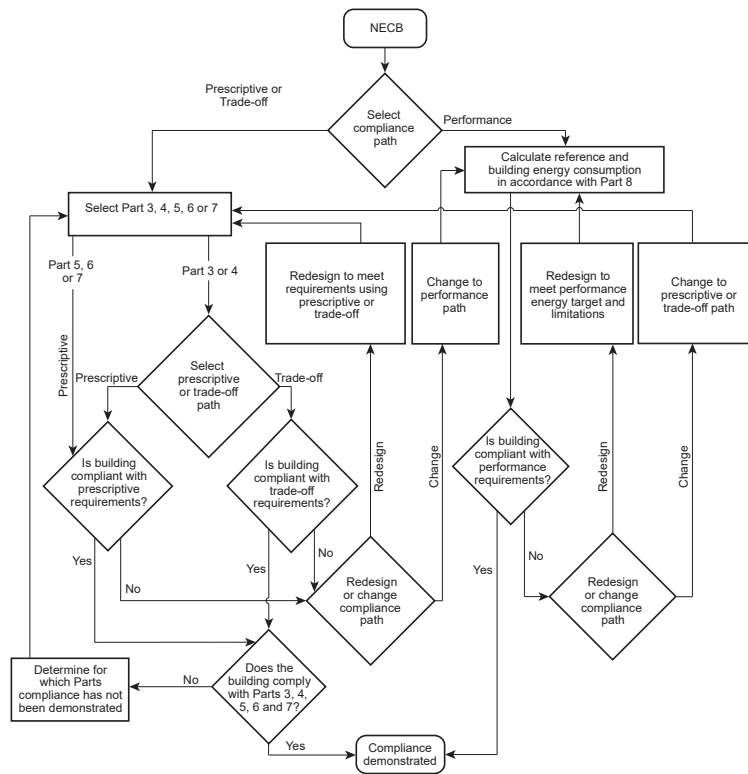 NECB
Prescriptive or
Trade-off
Select
compliance
path
Performance
Calculate reference and
building energy consumption
in accordance with Part 8
Select Part 3, 4, 5, 6 or 7
Part 5, 6
or 7
Part 3 or 4
Redesign to meet
requirements using
prescriptive or
trade-off
Change to
performance
path
Redesign to
meet performance
energy target and
limitations
Change to
prescriptive or
trade-off path
Prescriptive
Prescriptive
Select
prescriptive
or trade-off
path
Trade-off
Redesign
Change
Redesign
Change
Is building
compliant with
prescriptive
requirements?
Is building
compliant with
trade-off
requirements?
Is building
compliant with
performance
requirements?
Yes
No
Yes
No
Yes
No
Redesign or
change
compliance
path
Redesign or
change
compliance
path
Determine for
which Parts
compliance has not
been demonstrated
No
Does the
building comply
with Parts 3, 4,
5, 6 and 7?
Yes
Compliance
demonstrated